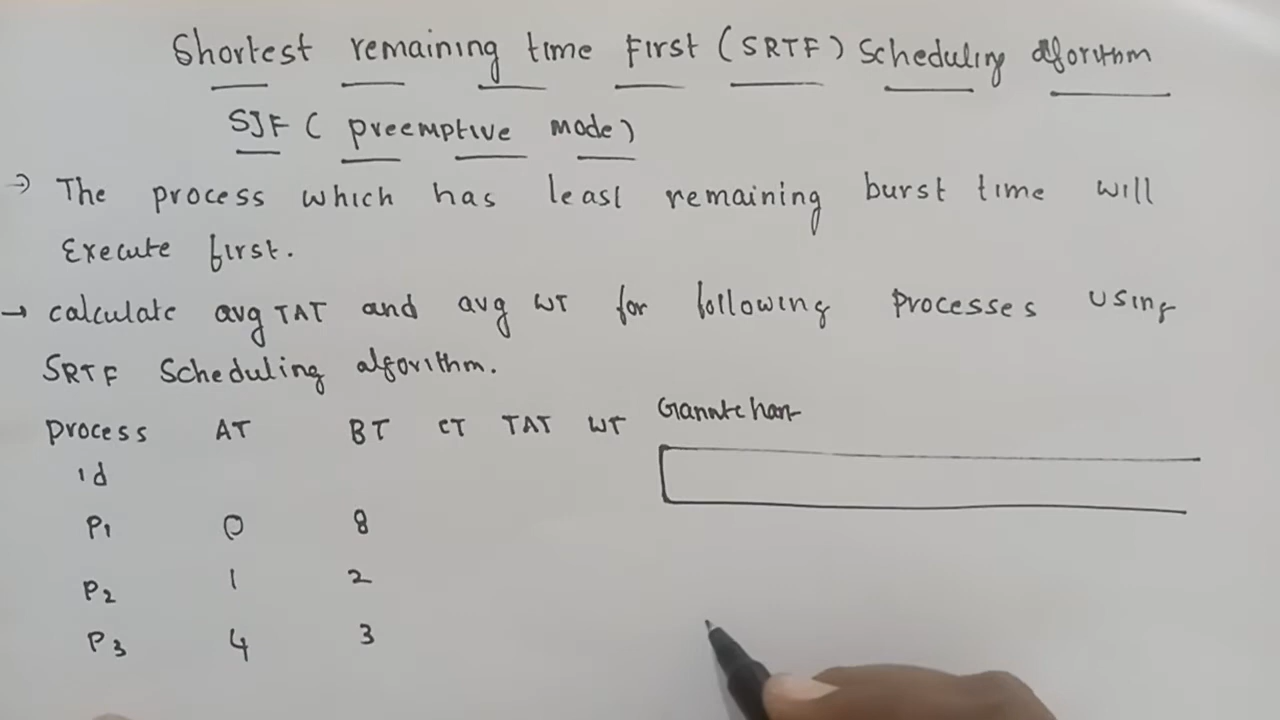 Shortest remaining time First (SRTF) Scheduling algorithm
SJF ( preemptive mode)
→ The process which has least remaining burst time will
Execute first.
→ calculate avg TAT and avg WT for following processes using
SRTF Scheduling algorithm.
process AT BT CT TAT WT Ganntchart
id
P1 0 8
P2 1 2
P3 4 3